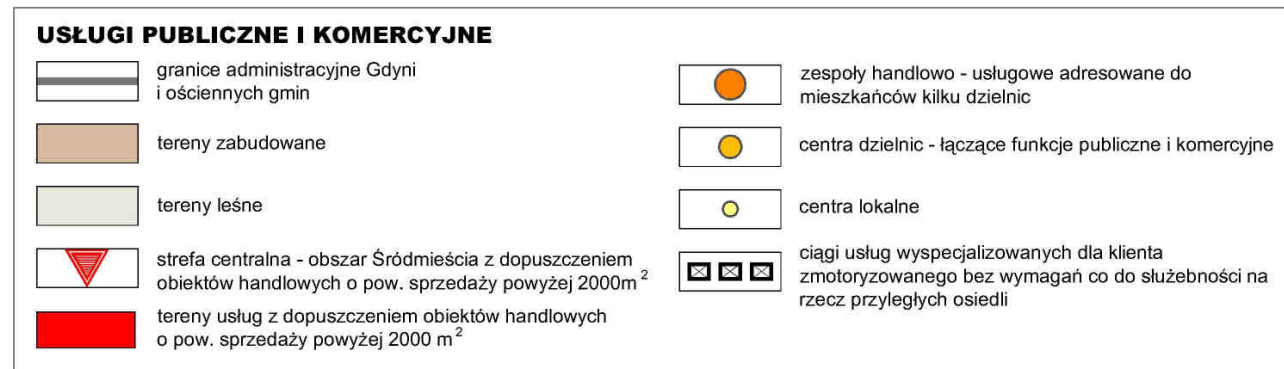 USŁUGI PUBLICZNE I KOMERCYJNE
granice administracyjne Gdyni
i ościennych gmin
tereny zabudowane
tereny leśne
strefa centralna - obszar Śródmieścia z dopuszczeniem
obiektów handlowych o pow. sprzedaży powyżej 2000m²
tereny usług z dopuszczeniem obiektów handlowych
o pow. sprzedaży powyżej 2000 m²
zespoły handlowo - usługowe adresowane do
mieszkańców kilku dzielnic
centra dzielnic - łączące funkcje publiczne i komercyjne
centra lokalne
ciągi usług wyspecjalizowanych dla klienta
zmotoryzowanego bez wymagań co do służebności na
rzecz przyległych osiedli